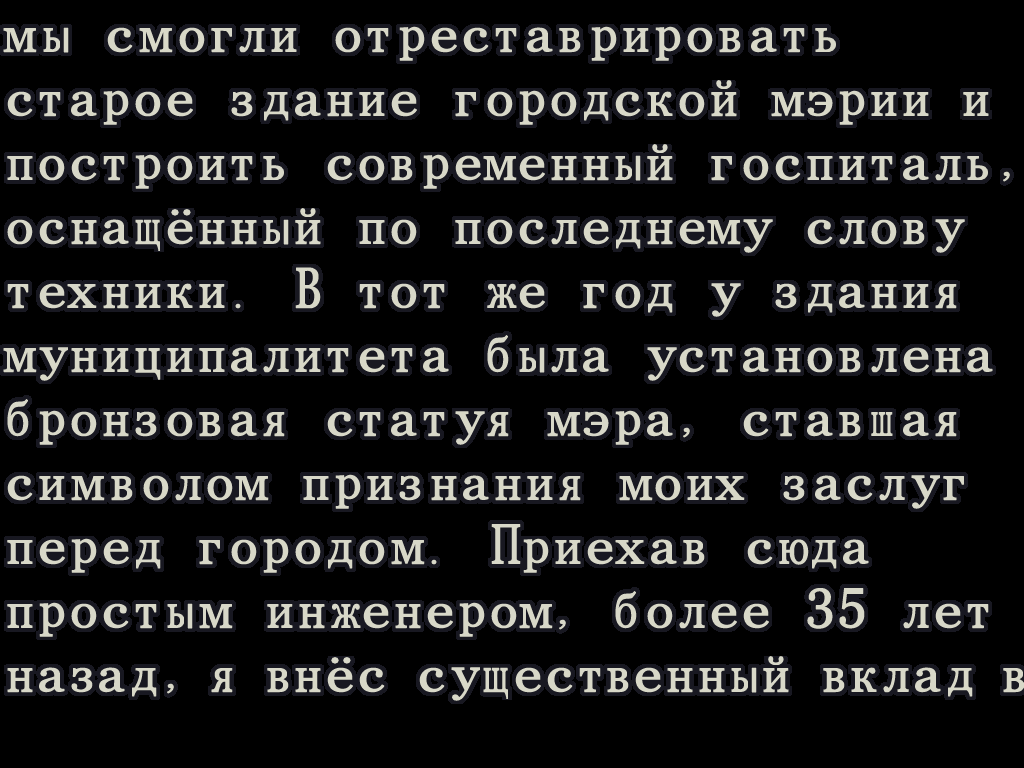 мы смогли отреставрировать
старое здание городской мэрии и
построить современный госпиталь,
оснащённый по последнему слову
техники. В тот же год у здания
муниципалитета была установлена
бронзовая статуя мэра, ставшая
символом признания моих заслуг
перед городом. Приехав сюда
простым инженером, более 35 лет
назад, я внёс существенный вклад в